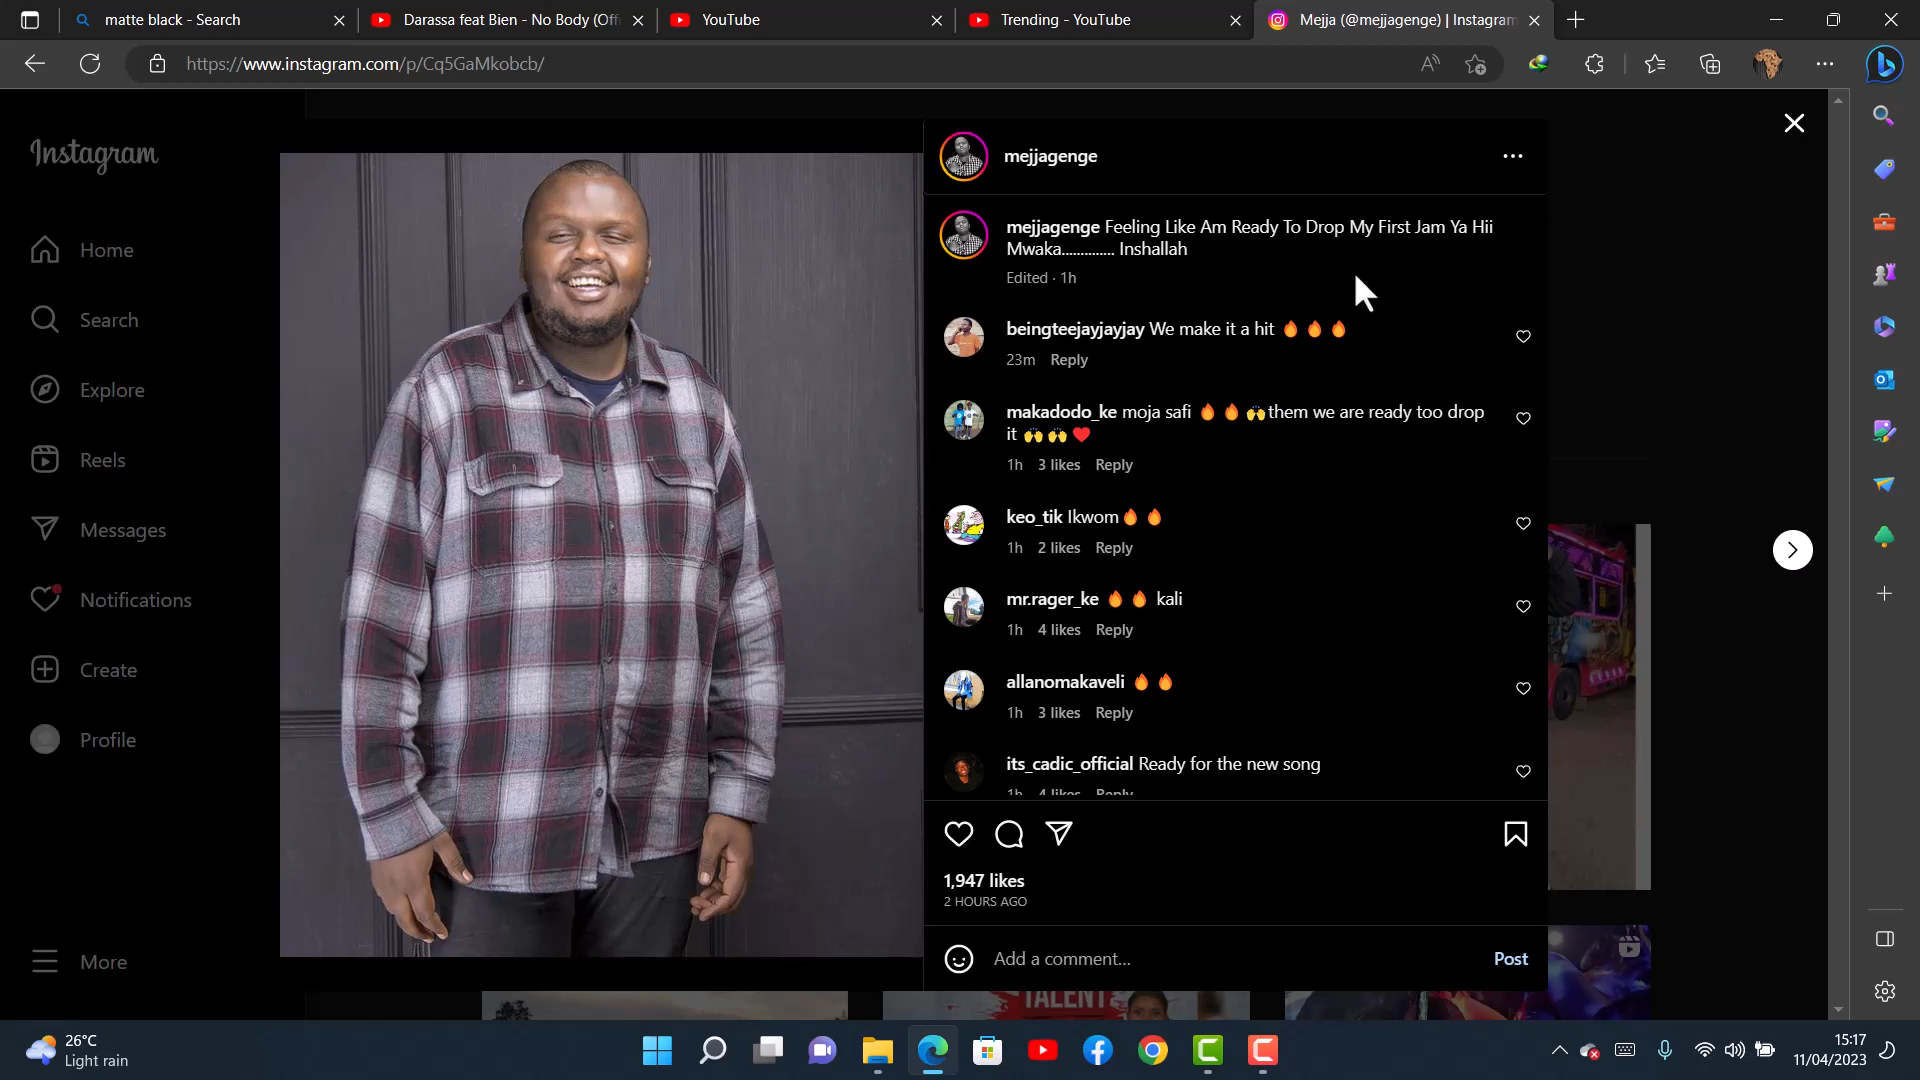 matte black - Search
Darassa feat Bien - No Body (Offi
YouTube
Trending - YouTube
Mejja (@mejjagenge) | Instagram
https://www.instagram.com/p/Cq5GaMkobcb/
Instagram
Home
Search
Explore
Reels
Messages
Notifications
Create
Profile
More
mejjagenge
mejjagenge Feeling Like Am Ready To Drop My First Jam Ya Hii
Mwaka.............. Inshallah
Edited · 1h
beingteejayjayjay We make it a hit 🔥 🔥 🔥
23m Reply
makadodo_ke moja safi 🔥 🔥 🙌them we are ready too drop
it 🙌 🙌 ❤️
1h 3 likes Reply
keo_tik Ikwom🔥 🔥
1h 2 likes Reply
mr.rager_ke 🔥 🔥 kali
1h 4 likes Reply
allanomakaveli 🔥 🔥
1h 3 likes Reply
its_cadic_official Ready for the new song
1h 4 likes Reply
1,947 likes
2 HOURS AGO
Add a comment...
Post
TALENT
26°C
Light rain
15:17
11/04/2023